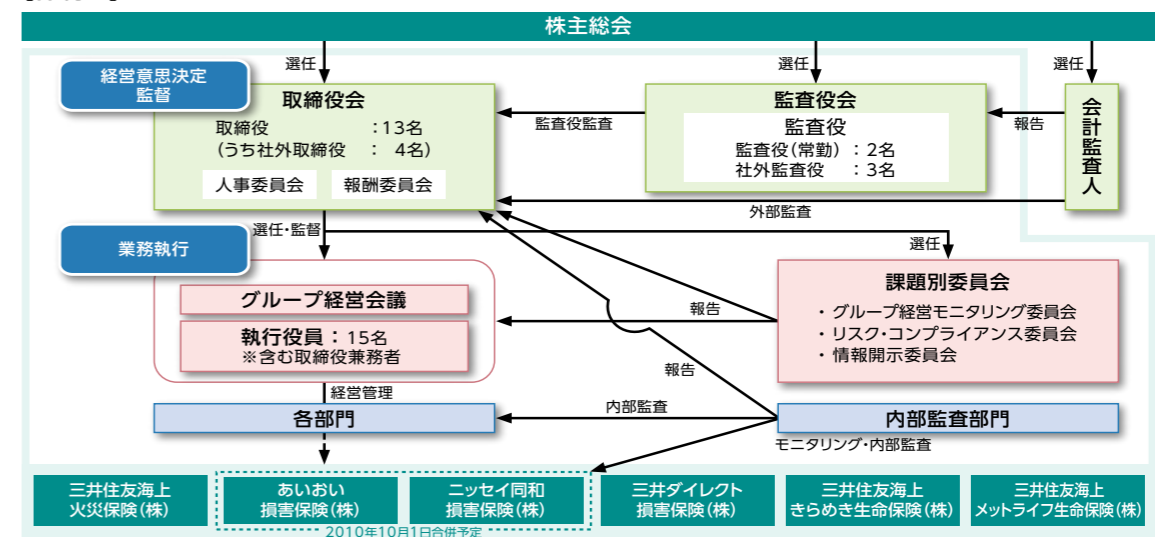 株主総会
選任
選任
選任
経営意思決定
監督
取締役会
取締役 :13名
(うち社外取締役 : 4名)
人事委員会 報酬委員会
監査役監査
監査役会
監査役
監査役(常勤) : 2名
社外監査役 : 3名
報告
会計監査人
外部監査
選任・監督
選任
業務執行
グループ経営会議
執行役員:15名
※含む取締役兼務者
報告
課題別委員会
・ グループ経営モニタリング委員会
・ リスク・コンプライアンス委員会
・ 情報開示委員会
報告
経営管理
各部門
内部監査
内部監査部門
モニタリング・内部監査
三井住友海上
火災保険(株)
あいおい
損害保険(株)
ニッセイ同和
損害保険(株)
三井ダイレクト
損害保険(株)
三井住友海上
きらめき生命保険(株)
三井住友海上
メットライフ生命保険(株)
2010年10月1日合併予定